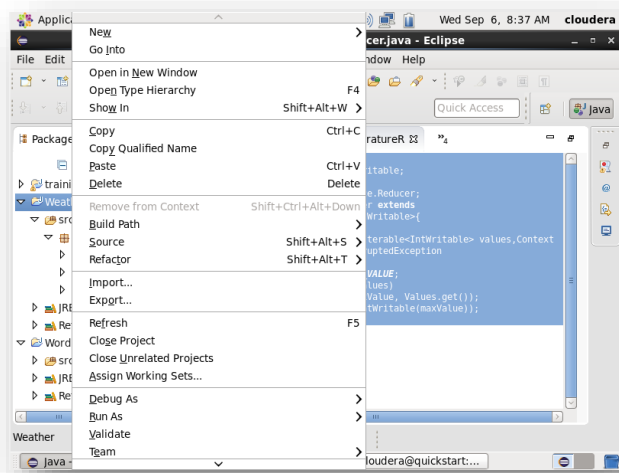 Applica
Wed Sep 6, 8:37 AM cloudera
cer.java - Eclipse
File Edit
ndow Help
Quick Access
Java
Package
ratureR
»4
traini
Weat
src
JRE
Re
Word
src
JRE
Re
New
Go Into
Open in New Window
Open Type Hierarchy F4
Show In Shift+Alt+W
Copy Ctrl+C
Copy Qualified Name
Paste Ctrl+V
Delete Delete
Remove from Context Shift+Ctrl+Alt+Down
Build Path
Source Shift+Alt+S
Refactor Shift+Alt+T
Import...
Export...
Refresh F5
Close Project
Close Unrelated Projects
Assign Working Sets...
Debug As
Run As
Validate
Team
itable;
e.Reducer;
r extends
Writable>{
terable<IntWritable> values,Context
ruptedException
VALUE;
lues)
Value, Values.get());
tWritable(maxValue));
Weather
Java -
loudera@quickstart:...